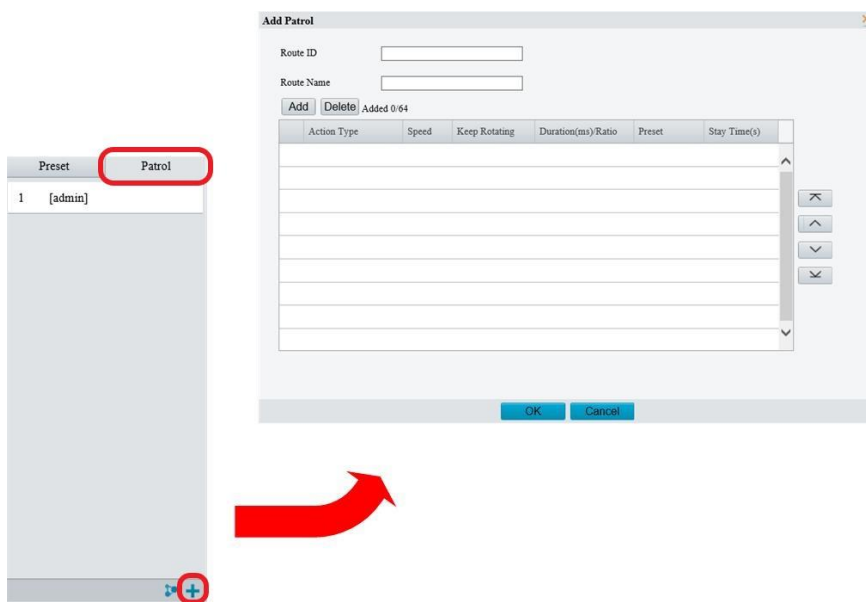 Add Patrol
Route ID
Route Name
Add Delete Added 0/64
Action Type Speed Keep Rotating Duration(ms)/Ratio Preset Stay Time(s)
OK Cancel
Preset Patrol
1 [admin]